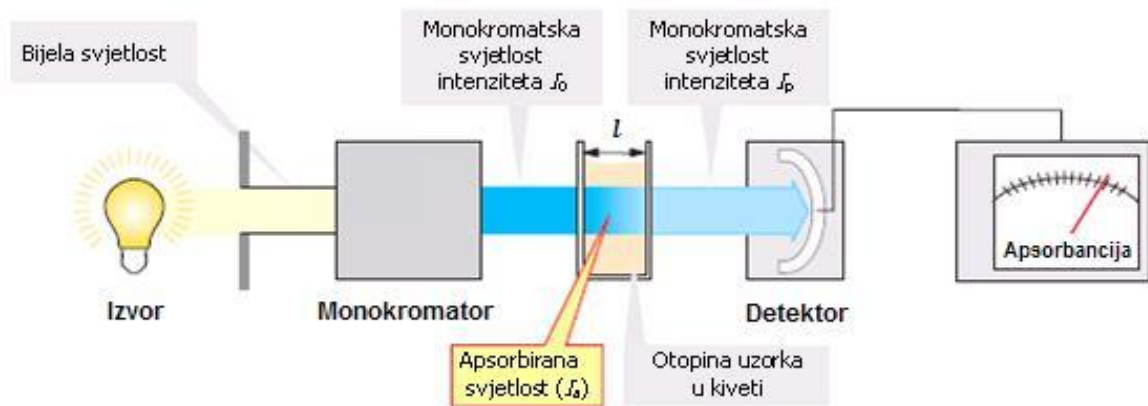 Bijela svjetlost
Monokromatska
svjetlost
intenziteta I₀
Monokromatska
svjetlost
intenziteta Iₚ
l
Apsorbancija
Izvor
Monokromator
Detektor
Apsorbirana
svjetlost (Iₐ)
Otopina uzorka
u kiveti